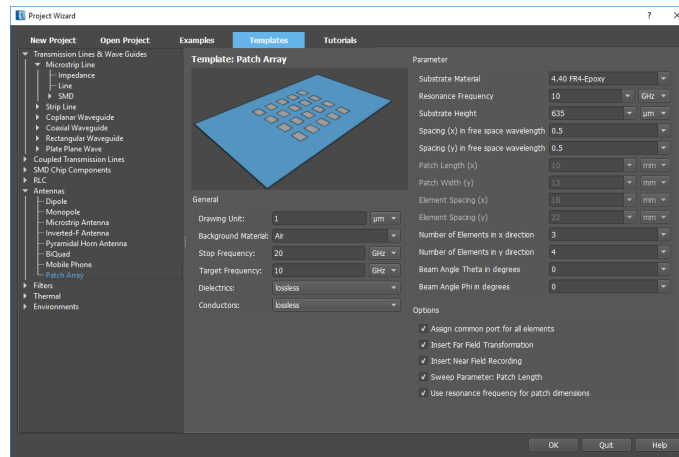 Project Wizard
? ×
New Project Open Project Examples Templates Tutorials
Transmission Lines & Wave Guides
Microstrip Line
Impedance
Line
SMD
Strip Line
Coplanar Waveguide
Coaxial Waveguide
Rectangular Waveguide
Plate Plane Wave
Coupled Transmission Lines
SMD Chip Components
RLC
Antennas
Dipole
Monopole
Microstrip Antenna
Inverted-F Antenna
Pyramidal Horn Antenna
BiQuad
Mobile Phone
Patch Array
Filters
Thermal
Environments
Template: Patch Array
General
Drawing Unit: 1 µm
Background Material: Air
Stop Frequency: 20 GHz
Target Frequency: 10 GHz
Dielectrics: lossless
Conductors: lossless
Parameter
Substrate Material 4.40 FR4-Epoxy
Resonance Frequency 10 GHz
Substrate Height 635 µm
Spacing (x) in free space wavelength 0.5
Spacing (y) in free space wavelength 0.5
Patch Length (x) 10 mm
Patch Width (y) 13 mm
Element Spacing (x) 18 mm
Element Spacing (y) 22 mm
Number of Elements in x direction 3
Number of Elements in y direction 4
Beam Angle Theta in degrees 0
Beam Angle Phi in degrees 0
Options
Assign common port for all elements
Insert Far Field Transformation
Insert Near Field Recording
Sweep Parameter: Patch Length
Use resonance frequency for patch dimensions
OK Quit Help